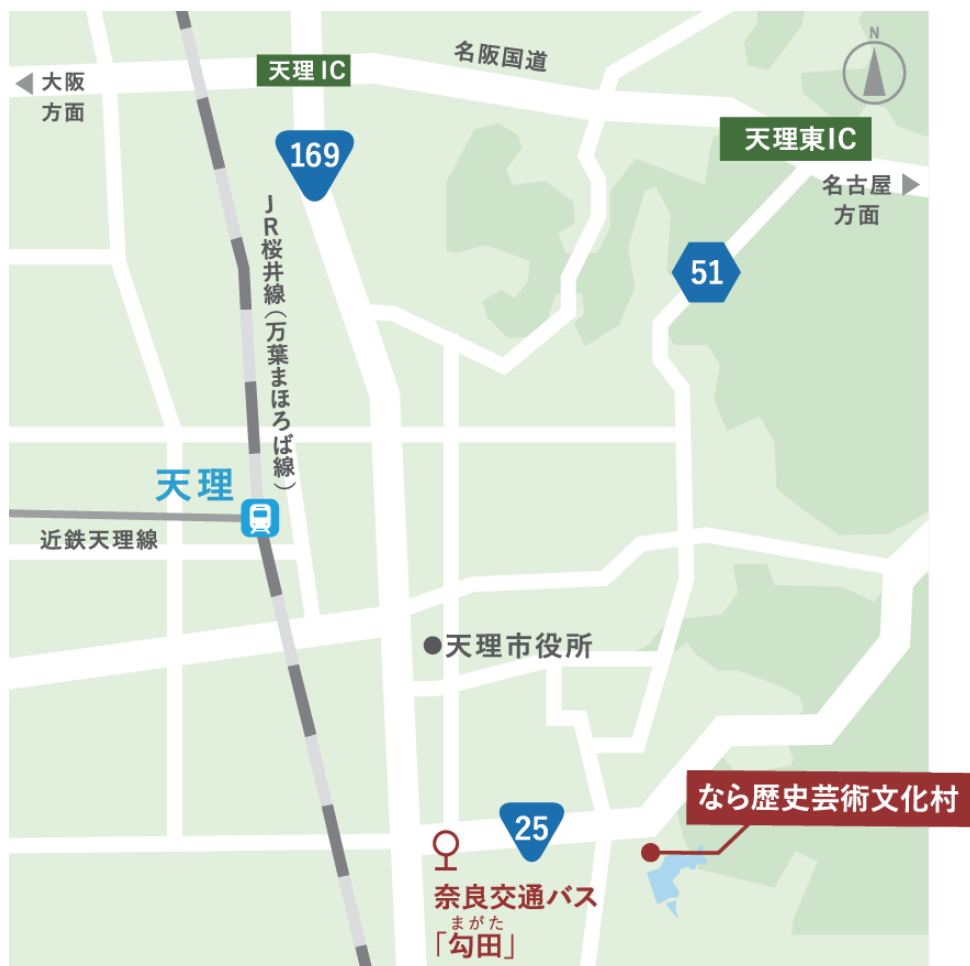 N
天理IC
名阪国道
大阪
方面
天理東IC
169
名古屋
方面
JR桜井線(万葉まほろば線)
51
天理
近鉄天理線
天理市役所
なら歴史芸術文化村
25
奈良交通バス
まがた
「勾田」